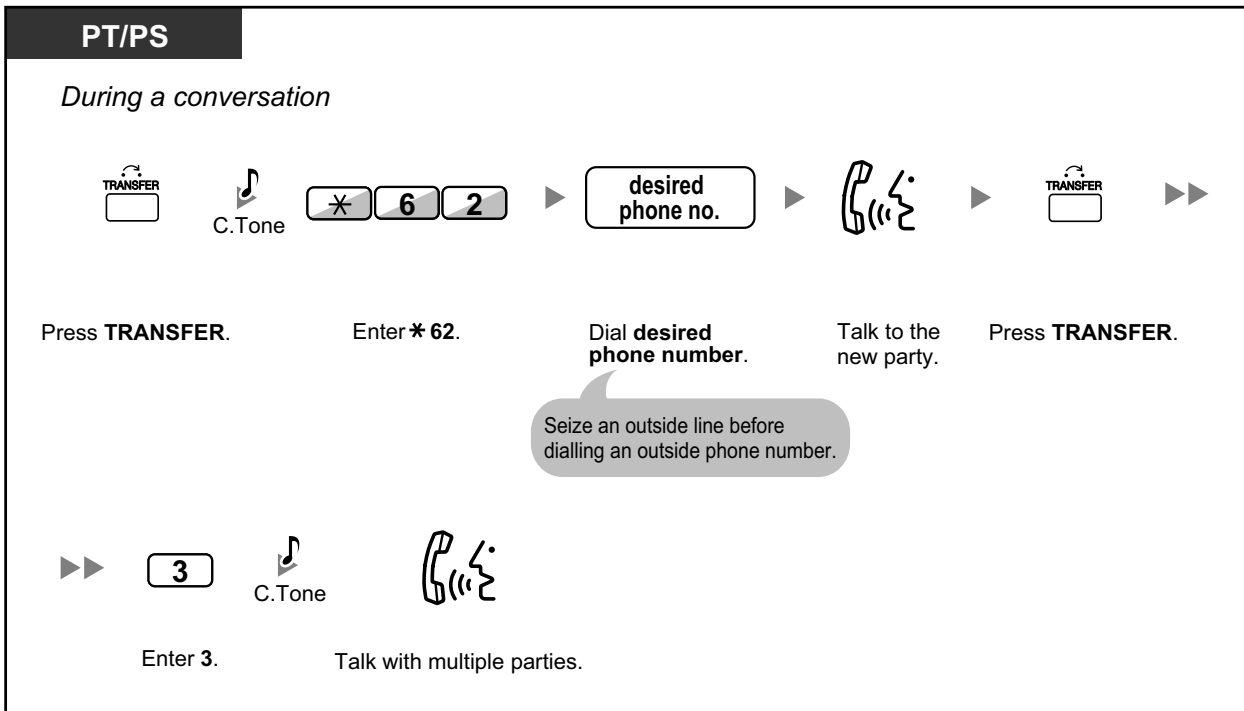 PT/PS
During a conversation
TRANSFER
C.Tone
* 6 2
desired
phone no.
TRANSFER
Press TRANSFER.
Enter * 62.
Dial desired
phone number.
Talk to the
new party.
Press TRANSFER.
Seize an outside line before
dialling an outside phone number.
3
C.Tone
Enter 3.
Talk with multiple parties.